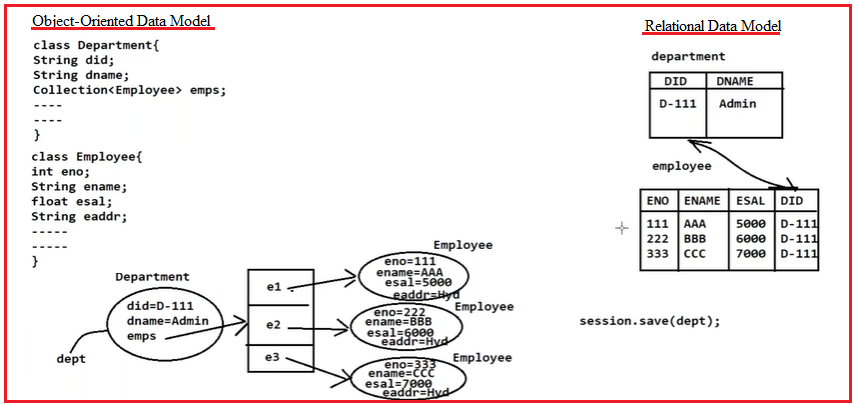 Object-Oriented Data Model
class Department{
String did;
String dname;
Collection<Employee> emps;
----
----
}
class Employee{
int eno;
String ename;
float esal;
String eaddr;
-----
-----
}
Department
did=D-111
dname=Admin
emps
dept
e1
e2
e3
Employee
eno=111
ename=AAA
esal=5000
eaddr=Hyd
Employee
eno=222
ename=BBB
esal=6000
eaddr=Hyd
Employee
eno=333
ename=CCC
esal=7000
eaddr=Hyd
Relational Data Model
department
DID DNAME
D-111 Admin
employee
ENO ENAME ESAL DID
111 AAA 5000 D-111
222 BBB 6000 D-111
333 CCC 7000 D-111
session.save(dept);